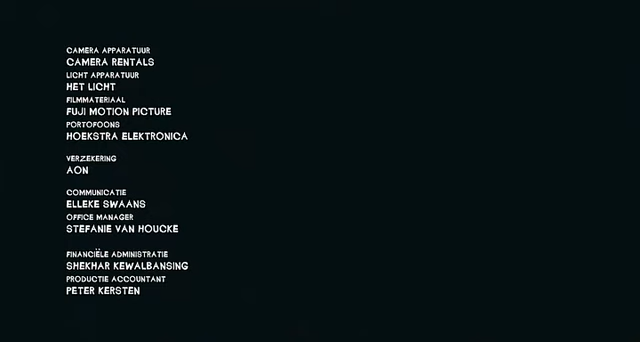 CAMERA APPARATUUR
CAMERA RENTALS
LICHT APPARATUUR
HET LICHT
FILMMATERIAAL
FUJI MOTION PICTURE
PORTOFOONS
HOEKSTRA ELEKTRONICA
VERZEKERING
AON
COMMUNICATIE
ELLEKE SWAANS
OFFICE MANAGER
STEFANIE VAN HOUCKE
FINANCIËLE ADMINISTRATIE
SHEKHAR KEWALBANSING
PRODUCTIE ACCOUNTANT
PETER KERSTEN